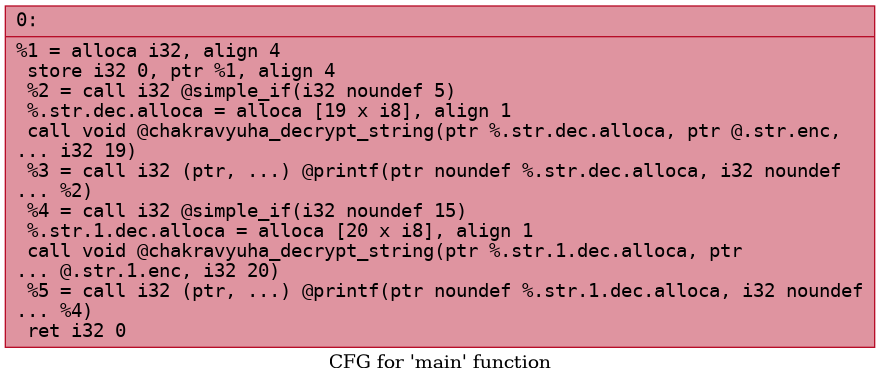 0:
%1 = alloca i32, align 4
store i32 0, ptr %1, align 4
%2 = call i32 @simple_if(i32 noundef 5)
%.str.dec.alloca = alloca [19 x i8], align 1
call void @chakravyuha_decrypt_string(ptr %.str.dec.alloca, ptr @.str.enc,
... i32 19)
%3 = call i32 (ptr, ...) @printf(ptr noundef %.str.dec.alloca, i32 noundef
... %2)
%4 = call i32 @simple_if(i32 noundef 15)
%.str.1.dec.alloca = alloca [20 x i8], align 1
call void @chakravyuha_decrypt_string(ptr %.str.1.dec.alloca, ptr
... @.str.1.enc, i32 20)
%5 = call i32 (ptr, ...) @printf(ptr noundef %.str.1.dec.alloca, i32 noundef
... %4)
ret i32 0
CFG for 'main' function